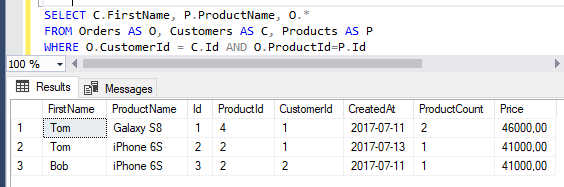 SELECT C.FirstName, P.ProductName, O.*
FROM Orders AS O, Customers AS C, Products AS P
WHERE O.CustomerId = C.Id AND O.ProductId=P.Id
100 %
Results Messages
FirstName ProductName Id ProductId CustomerId CreatedAt ProductCount Price
1 Tom Galaxy S8 1 4 1 2017-07-11 2 46000,00
2 Tom iPhone 6S 2 2 1 2017-07-13 1 41000,00
3 Bob iPhone 6S 3 2 2 2017-07-11 1 41000,00